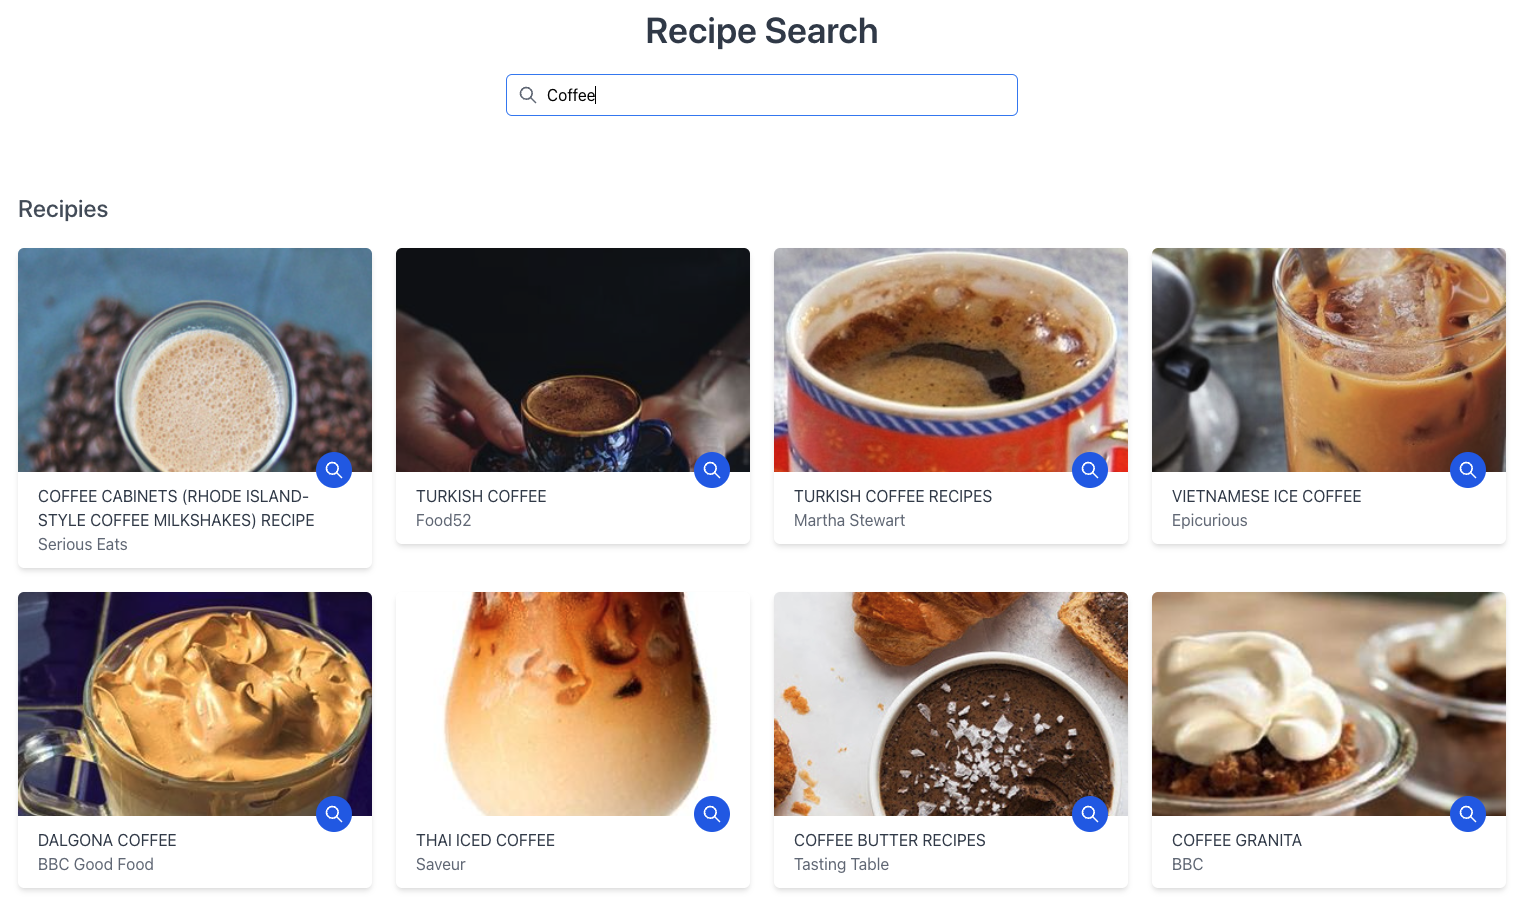 Recipe Search
Coffee
Recipies
COFFEE CABINETS (RHODE ISLAND-
STYLE COFFEE MILKSHAKES) RECIPE
Serious Eats
TURKISH COFFEE
Food52
TURKISH COFFEE RECIPES
Martha Stewart
VIETNAMESE ICE COFFEE
Epicurious
DALGONA COFFEE
BBC Good Food
THAI ICED COFFEE
Saveur
COFFEE BUTTER RECIPES
Tasting Table
COFFEE GRANITA
BBC